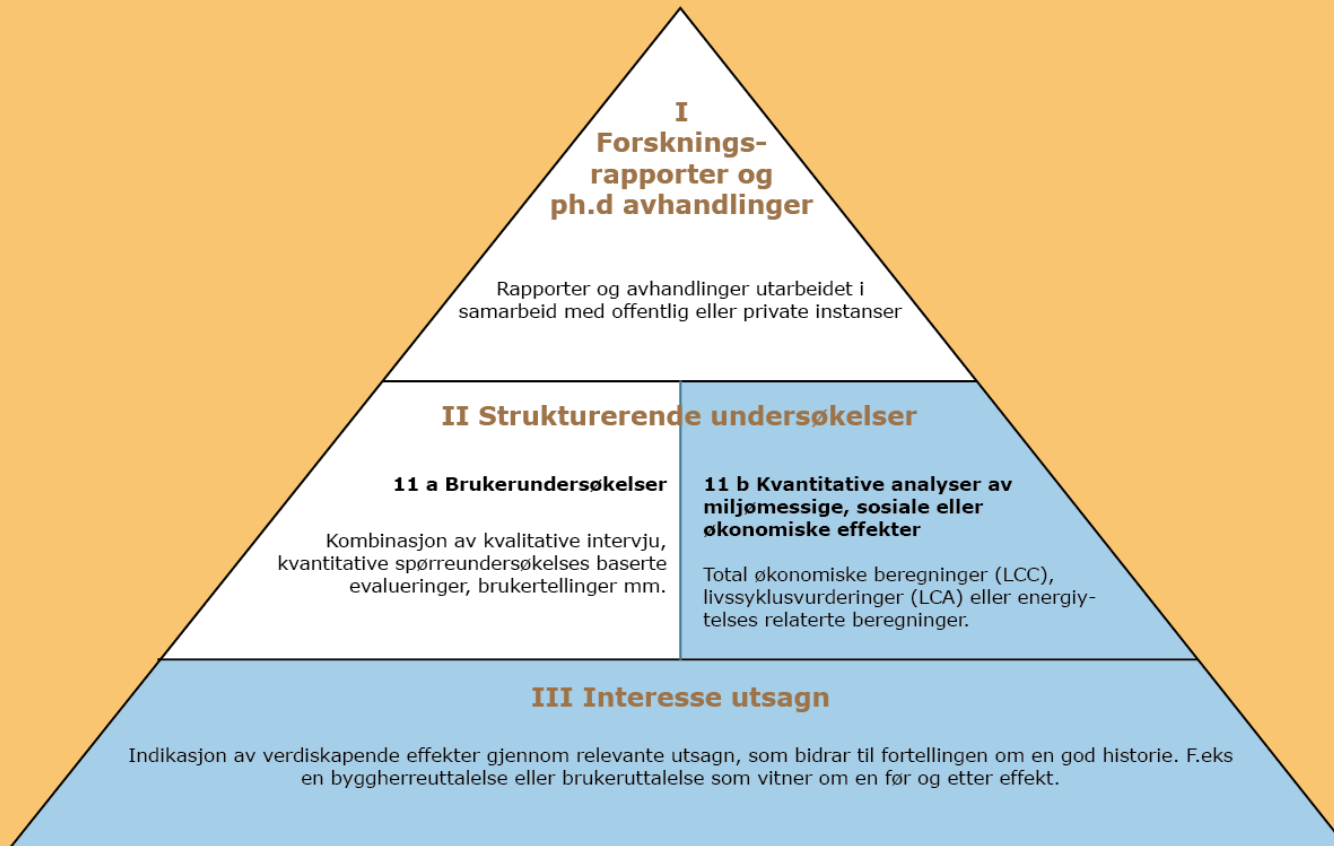 I
Forsknings-
rapporter og
ph.d avhandlinger
Rapporter og avhandlinger utarbeidet i
samarbeid med offentlig eller private instanser
II Strukturerende undersøkelser
11 a Brukerundersøkelser
Kombinasjon av kvalitative intervju,
kvantitative spørreundersøkelses baserte
evalueringer, brukertellinger mm.
11 b Kvantitative analyser av
miljømessige, sosiale eller
økonomiske effekter
Total økonomiske beregninger (LCC),
livssyklusvurderinger (LCA) eller energiy-
telses relaterte beregninger.
III Interesse utsagn
Indikasjon av verdiskapende effekter gjennom relevante utsagn, som bidrar til fortellingen om en god historie. F.eks
en byggherreuttalelse eller brukeruttalelse som vitner om en før og etter effekt.